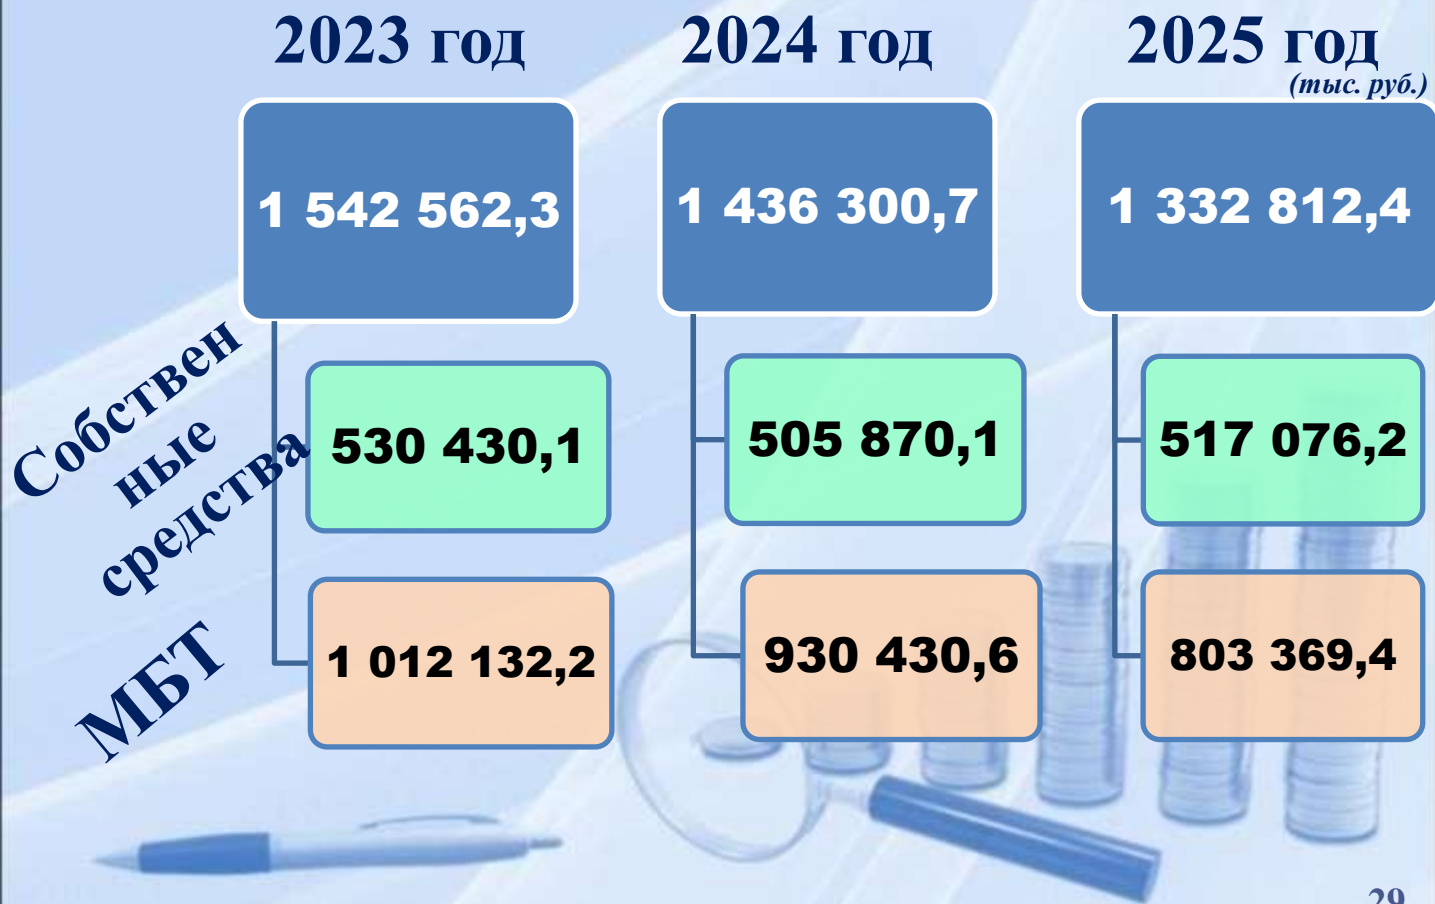 2023 год
2024 год
2025 год
(тыс. руб.)
1 542 562,3
1 436 300,7
1 332 812,4
Собствен
ные
средства
530 430,1
505 870,1
517 076,2
МБТ
1 012 132,2
930 430,6
803 369,4
29